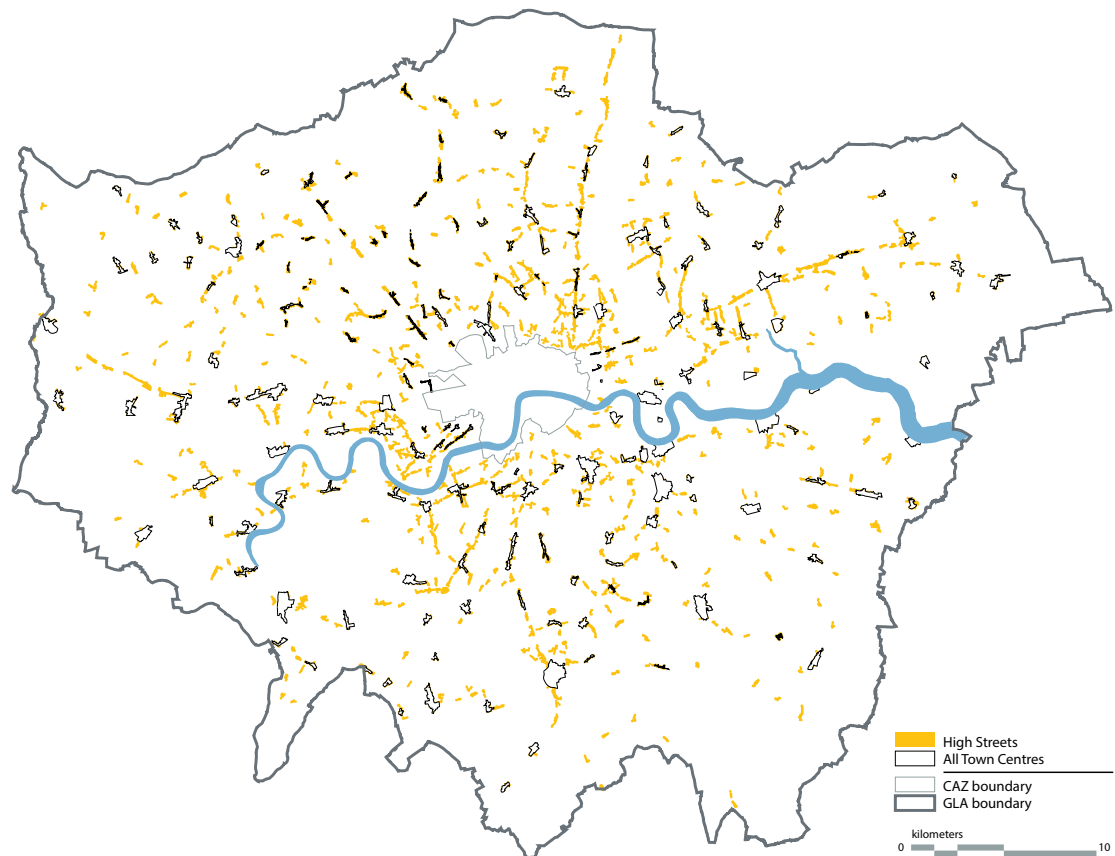 High Streets
All Town Centres
CAZ boundary
GLA boundary
kilometers
0 10